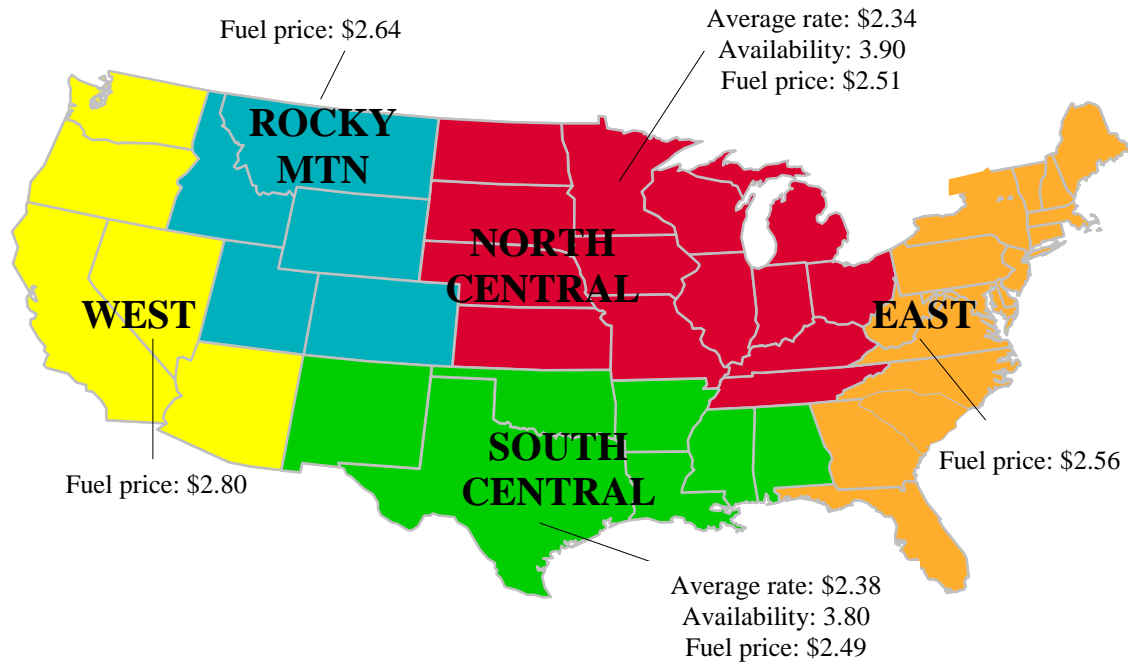 Average rate: $2.34
Availability: 3.90
Fuel price: $2.51
Fuel price: $2.64
ROCKY
MTN
NORTH
CENTRAL
WEST
EAST
SOUTH
CENTRAL
Fuel price: $2.80
Fuel price: $2.56
Average rate: $2.38
Availability: 3.80
Fuel price: $2.49